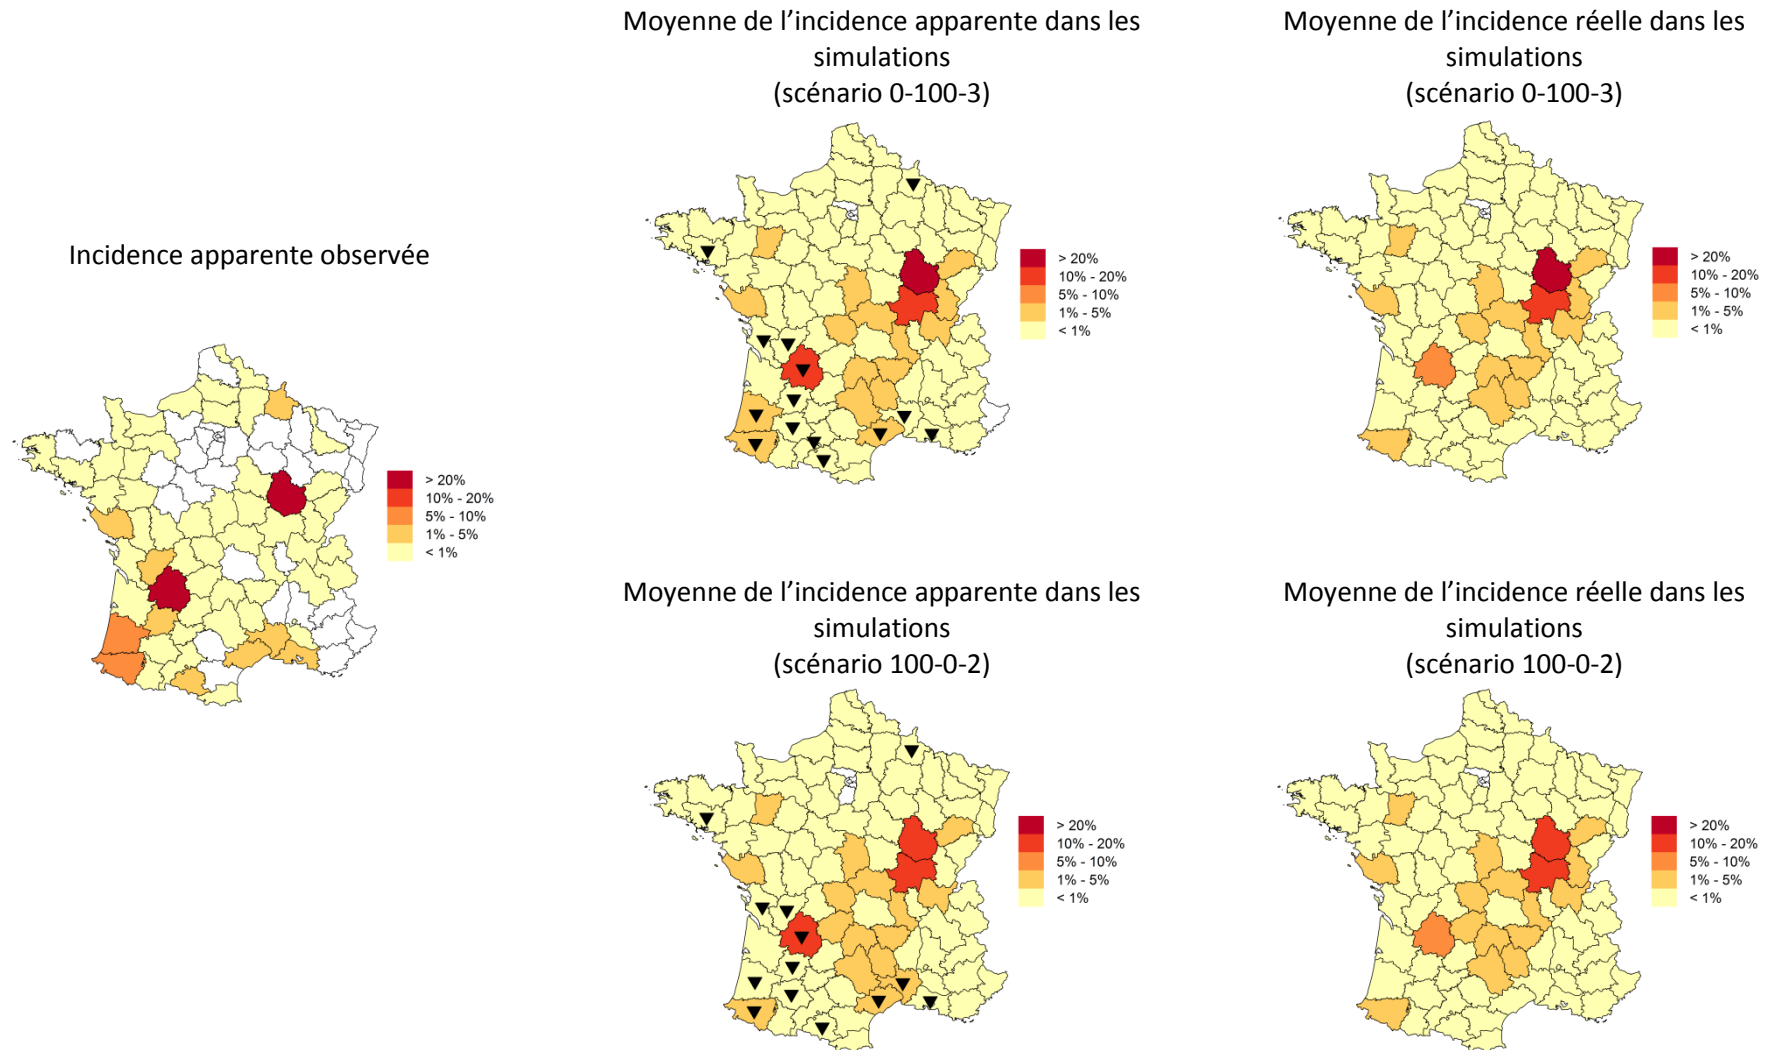 Incidence apparente observée
> 20%
10% - 20%
5% - 10%
1% - 5%
< 1%
Moyenne de l’incidence apparente dans les
simulations
(scénario 0-100-3)
> 20%
10% - 20%
5% - 10%
1% - 5%
< 1%
Moyenne de l’incidence réelle dans les
simulations
(scénario 0-100-3)
> 20%
10% - 20%
5% - 10%
1% - 5%
< 1%
Moyenne de l’incidence apparente dans les
simulations
(scénario 100-0-2)
> 20%
10% - 20%
5% - 10%
1% - 5%
< 1%
Moyenne de l’incidence réelle dans les
simulations
(scénario 100-0-2)
> 20%
10% - 20%
5% - 10%
1% - 5%
< 1%